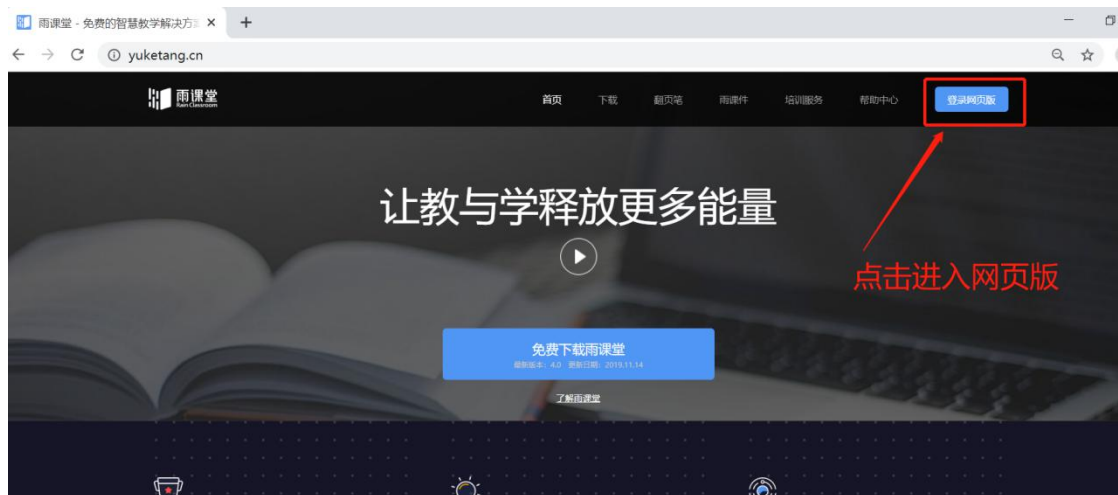 雨课堂 - 免费的智慧教学解决方
yuketang.cn
雨课堂
Rain Classroom
首页 下载 翻页笔 雨课件 培训服务 帮助中心 登录网页版
让教与学释放更多能量
点击进入网页版
免费下载雨课堂
最新版本：4.0 更新日期：2019.11.14
了解雨课堂